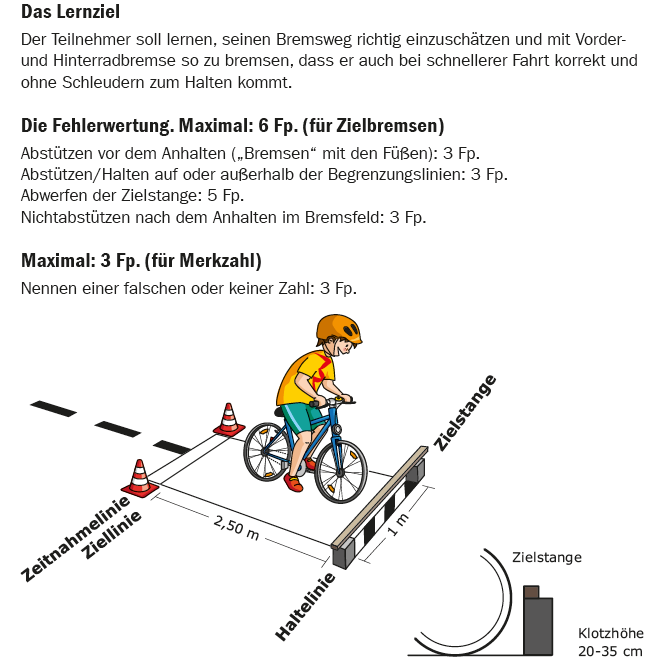 Das Lernziel
Der Teilnehmer soll lernen, seinen Bremsweg richtig einzuschätzen und mit Vorder-
und Hinterradbremse so zu bremsen, dass er auch bei schnellerer Fahrt korrekt und
ohne Schleudern zum Halten kommt.
Die Fehlerwertung. Maximal: 6 Fp. (für Zielbremsen)
Abstützen vor dem Anhalten („Bremsen“ mit den Füßen): 3 Fp.
Abstützen/Halten auf oder außerhalb der Begrenzungslinien: 3 Fp.
Abwerfen der Zielstange: 5 Fp.
Nichtabstützen nach dem Anhalten im Bremsfeld: 3 Fp.
Maximal: 3 Fp. (für Merkzahl)
Nennen einer falschen oder keiner Zahl: 3 Fp.
Zielstange
Zeitnahmelinie
Ziellinie
2,50 m
1 m
Haltelinie
Zielstange
Klotzhöhe
20-35 cm